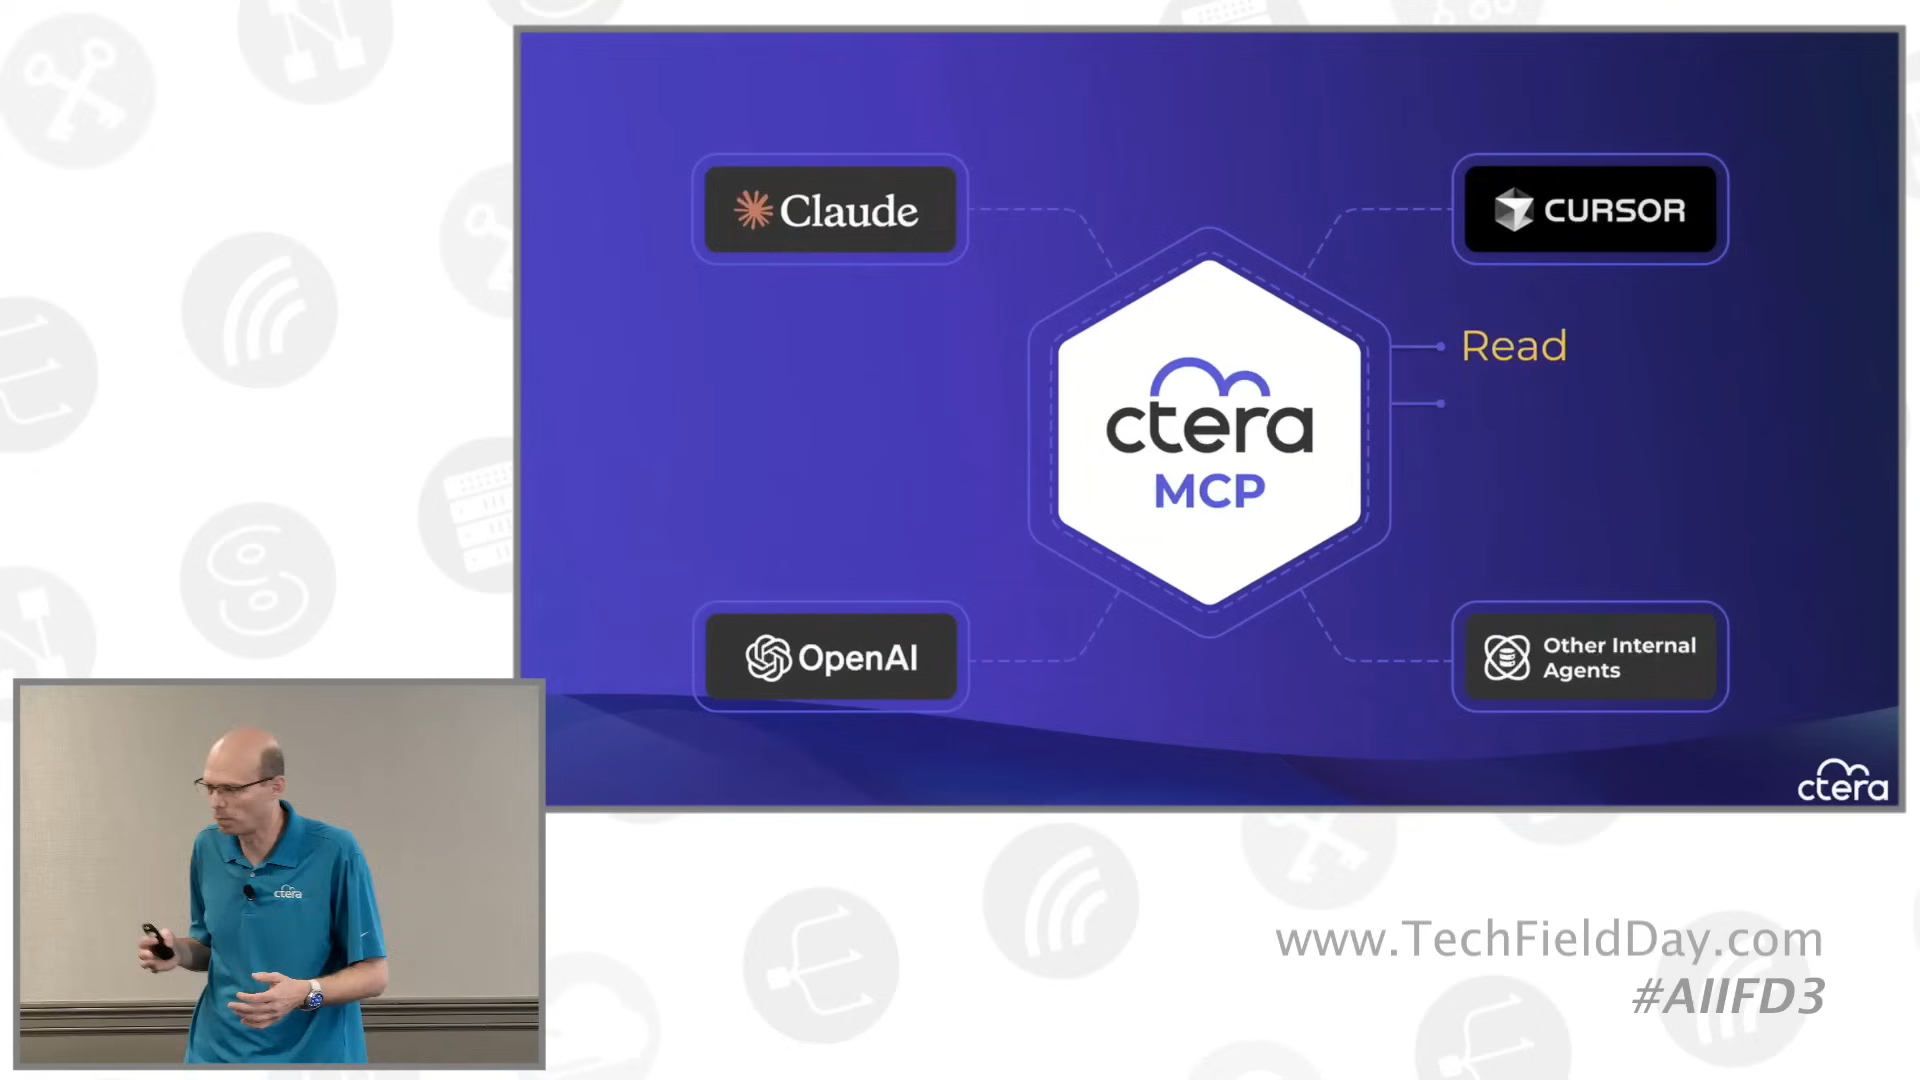 Claude
CURSOR
Read
ctera
MCP
OpenAI
Other Internal
Agents
ctera
ctera
www.TechFieldDay.com
#AIIFD3